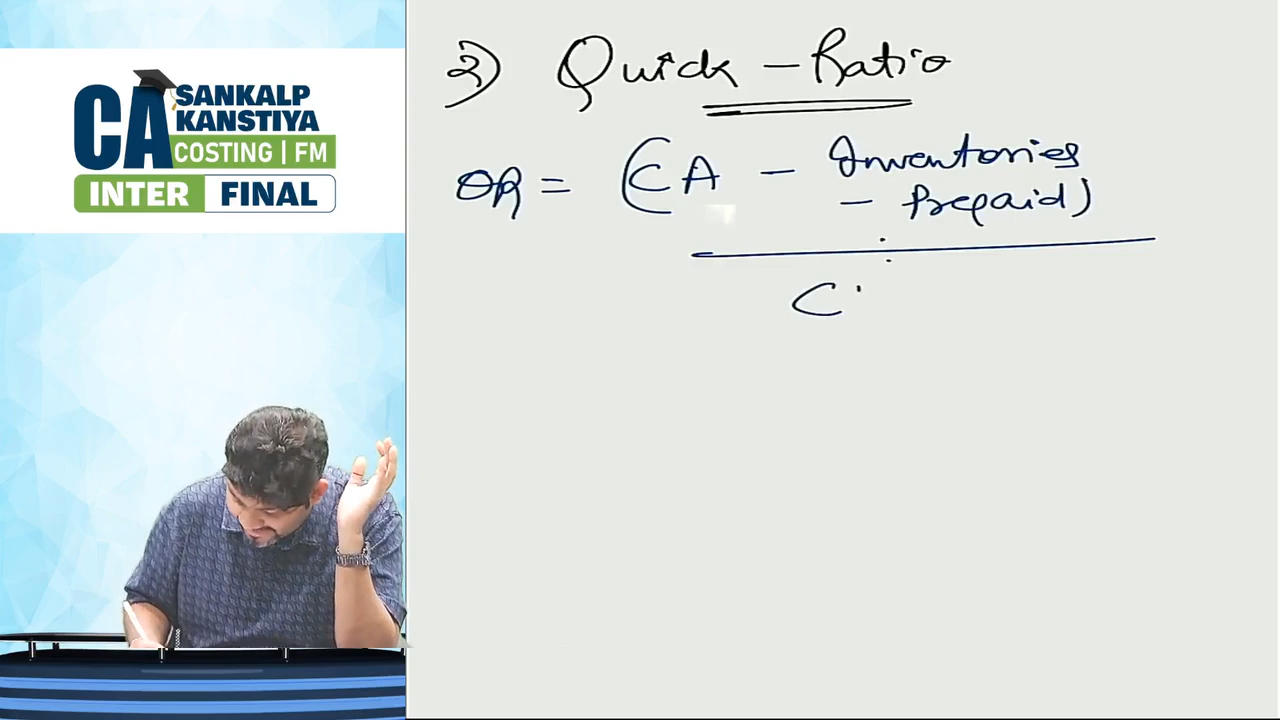 CA SANKALP
KANSTIYA
COSTING | FM
INTER FINAL
2) Quick - Ratio
QR = (CA - Inventories
- Prepaid)
C